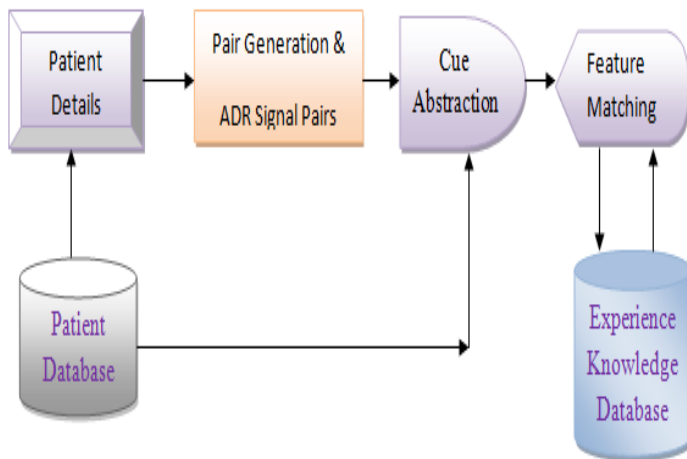 Patient
Details
Pair Generation &
ADR Signal Pairs
Cue
Abstraction
Feature
Matching
Patient
Database
Experience
Knowledge
Database